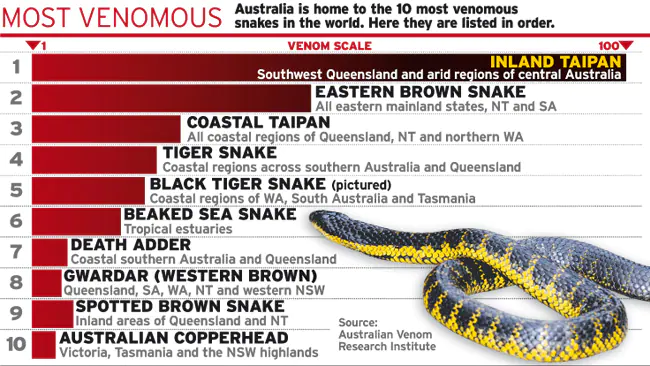 MOST VENOMOUS
Australia is home to the 10 most venomous
snakes in the world. Here they are listed in order.
1 VENOM SCALE 100
1 INLAND TAIPAN
Southwest Queensland and arid regions of central Australia
2 EASTERN BROWN SNAKE
All eastern mainland states, NT and SA
3 COASTAL TAIPAN
All coastal regions of Queensland, NT and northern WA
4 TIGER SNAKE
Coastal regions across southern Australia and Queensland
5 BLACK TIGER SNAKE (pictured)
Coastal regions of WA, South Australia and Tasmania
6 BEAKED SEA SNAKE
Tropical estuaries
7 DEATH ADDER
Coastal southern Australia and Queensland
8 GWARDAR (WESTERN BROWN)
Queensland, SA, WA, NT and western NSW
9 SPOTTED BROWN SNAKE
Inland areas of Queensland and NT
10 AUSTRALIAN COPPERHEAD
Victoria, Tasmania and the NSW highlands
Source:
Australian Venom
Research Institute